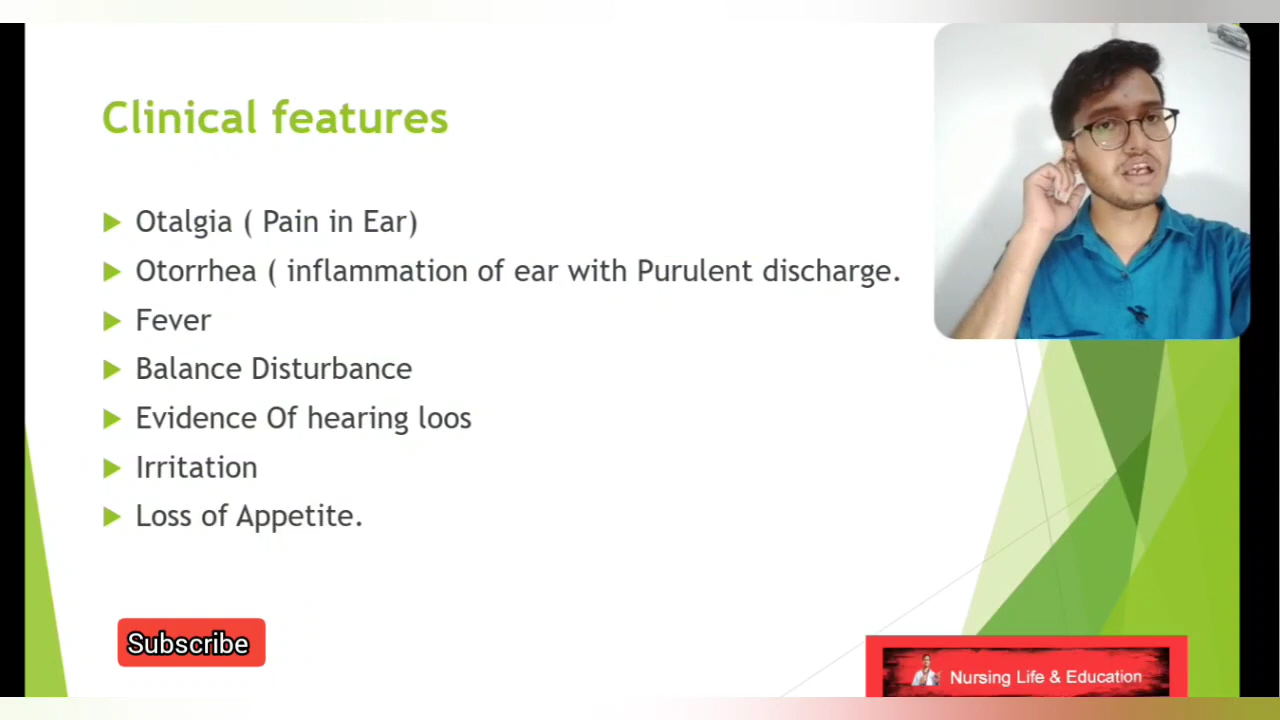 Clinical features
Otalgia ( Pain in Ear)
Otorrhea ( inflammation of ear with Purulent discharge.
Fever
Balance Disturbance
Evidence Of hearing loos
Irritation
Loss of Appetite.
Subscribe
Nursing Life & Education